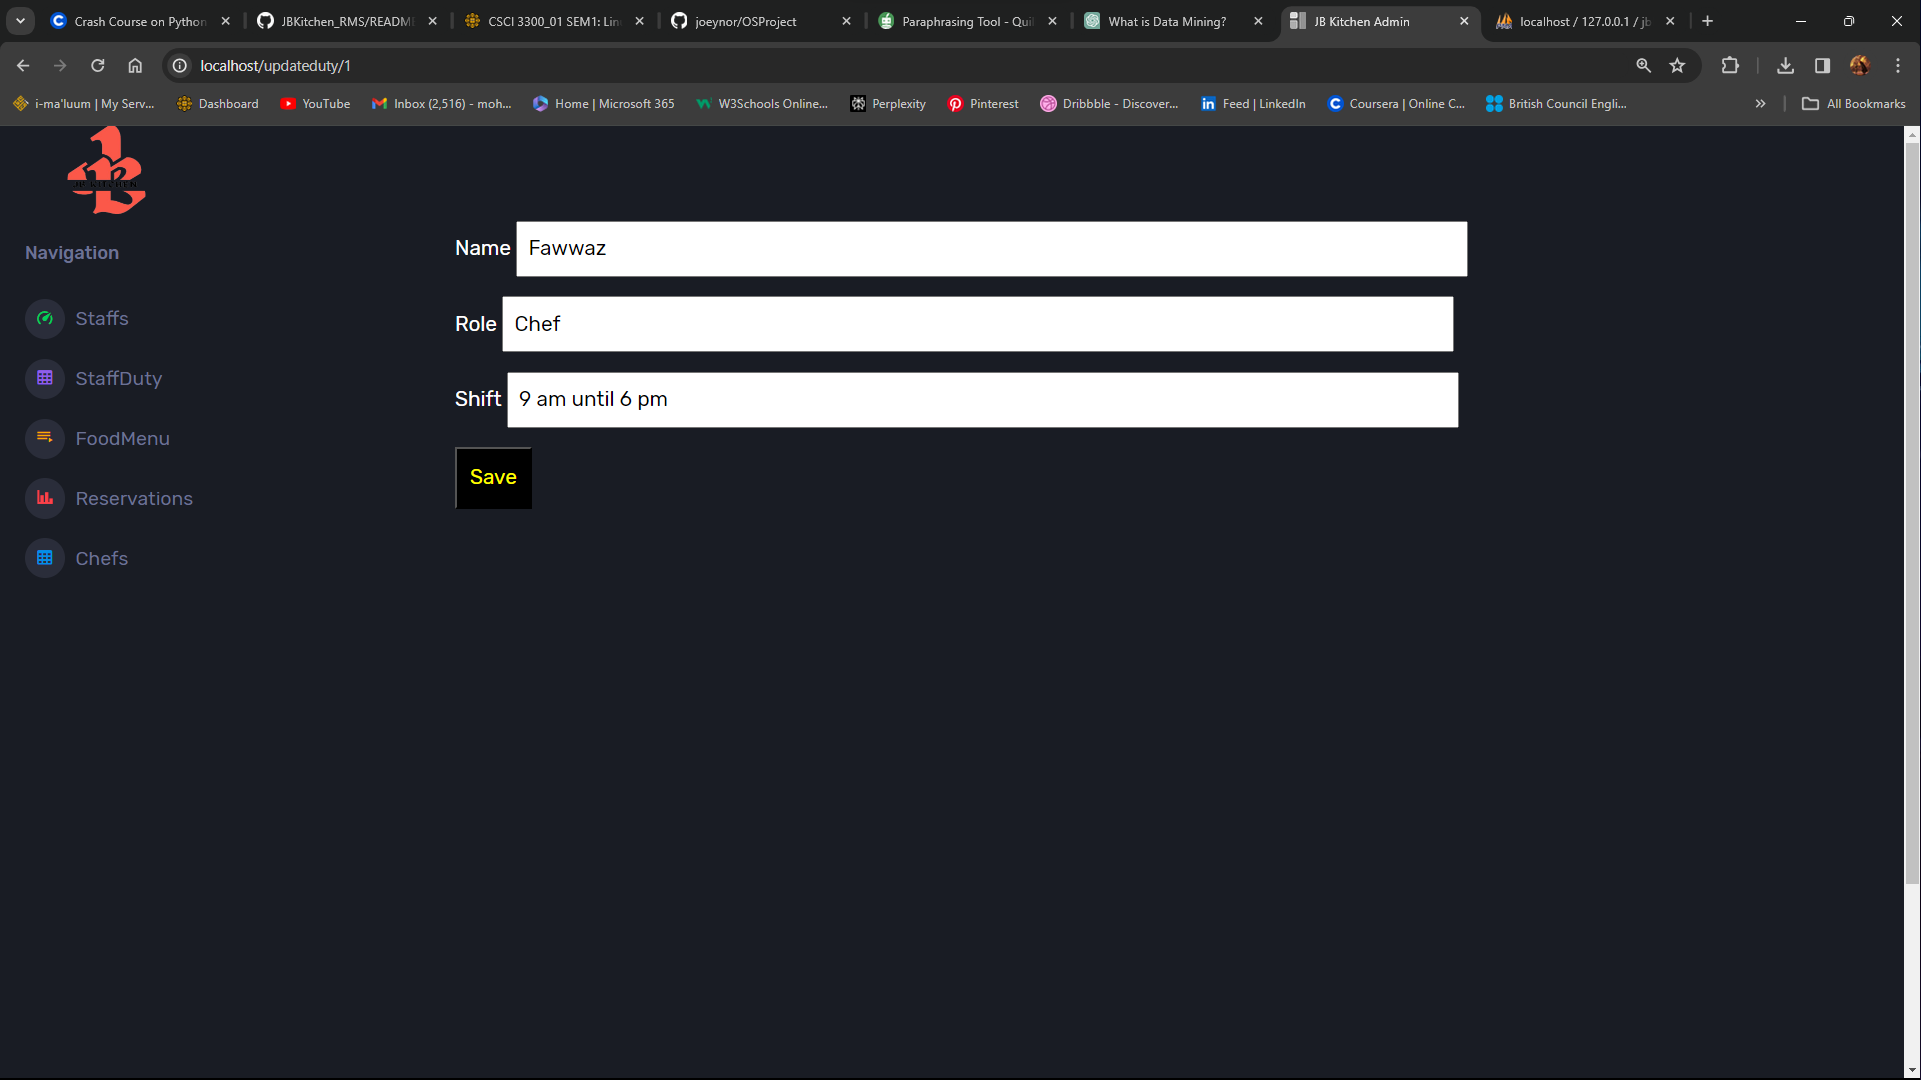 Crash Course on Python
JBKitchen_RMS/READM
CSCI 3300_01 SEM1: Lin
joeynor/OSProject
Paraphrasing Tool - Qui
What is Data Mining?
JB Kitchen Admin
localhost / 127.0.0.1 / jb
localhost/updateduty/1
i-ma'luum | My Serv...
Dashboard
YouTube
Inbox (2,516) - moh...
Home | Microsoft 365
W3Schools Online...
Perplexity
Pinterest
Dribbble - Discover...
Feed | LinkedIn
Coursera | Online C...
British Council Engli...
All Bookmarks
JB KITCHEN
Navigation
Staffs
StaffDuty
FoodMenu
Reservations
Chefs
Name Fawwaz
Role Chef
Shift 9 am until 6 pm
Save